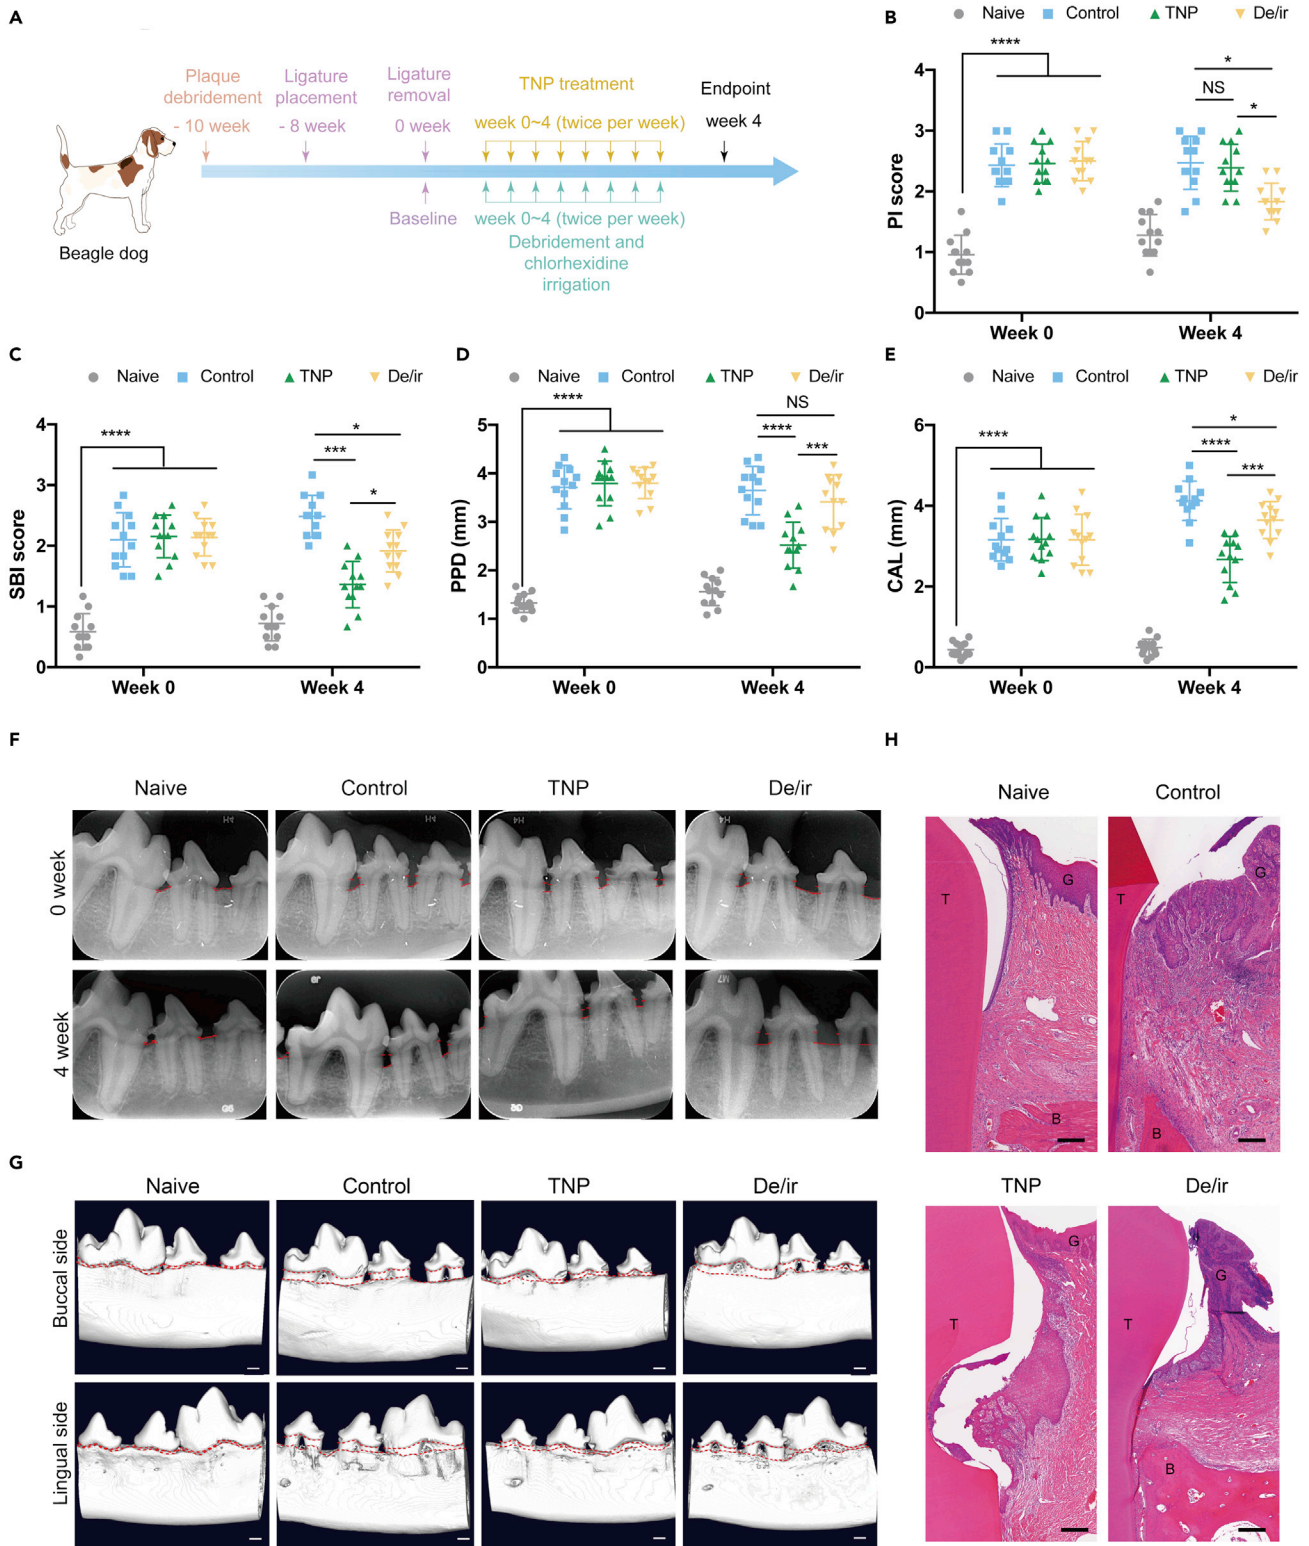 A
Plaque
debridement
- 10 week
Ligature
placement
- 8 week
Ligature
removal
0 week
TNP treatment
week 0~4 (twice per week)
Endpoint
week 4
Baseline
week 0~4 (twice per week)
Debridement and
chlorhexidine
irrigation
Beagle dog
B
Naive Control TNP De/ir
PI score
4
3
2
1
0
****
*
NS
*
Week 0 Week 4
C
Naive Control TNP De/ir
SBI score
4
3
2
1
0
****
*
***
*
Week 0 Week 4
D
Naive Control TNP De/ir
PPD (mm)
5
4
3
2
1
0
****
NS
****
***
Week 0 Week 4
E
Naive Control TNP De/ir
CAL (mm)
6
4
2
0
****
*
****
***
Week 0 Week 4
F
Naive Control TNP De/ir
0 week
4 week
G
Naive Control TNP De/ir
Buccal side
Lingual side
H
Naive Control
T G B
T G B
TNP De/ir
T G
T G B